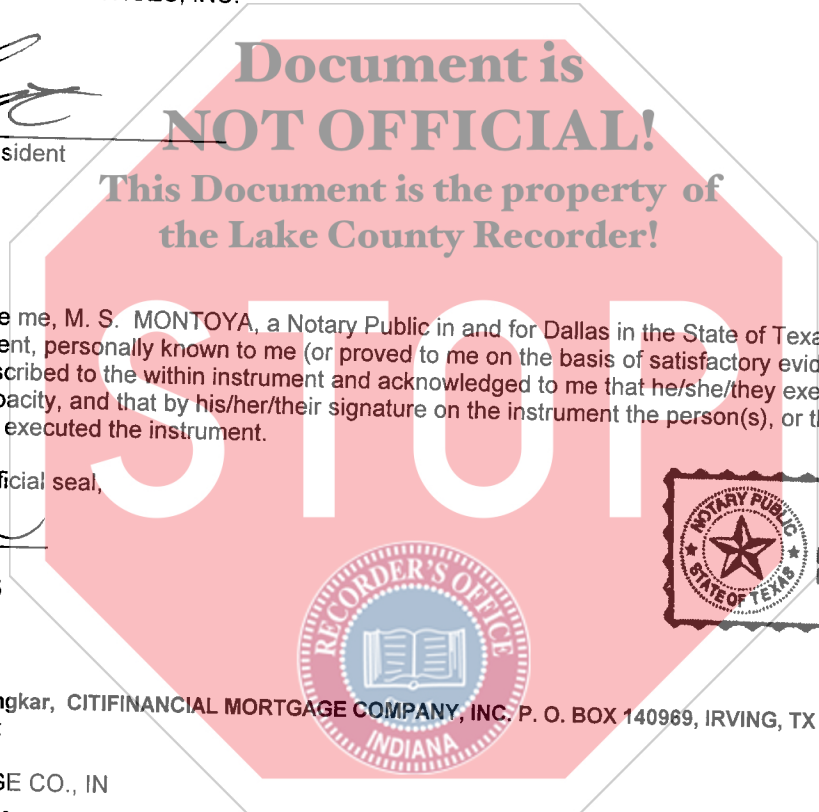 INC.
Document is
NOT OFFICIAL!
sident
This Document is the property of
the Lake County Recorder!
STOP
e me, M. S. MONTOYA, a Notary Public in and for Dallas in the State of Texa
ent, personally known to me (or proved to me on the basis of satisfactory evid
scribed to the within instrument and acknowledged to me that he/she/they exe
pacity, and that by his/her/their signature on the instrument the person(s), or th
executed the instrument.
ficial seal,
NOTARY PUBLIC
STATE OF TEXAS
RECORDER'S OFFICE
INDIANA
ngkar, CITIFINANCIAL MORTGAGE COMPANY, INC. P. O. BOX 140969, IRVING, TX
GE CO., IN